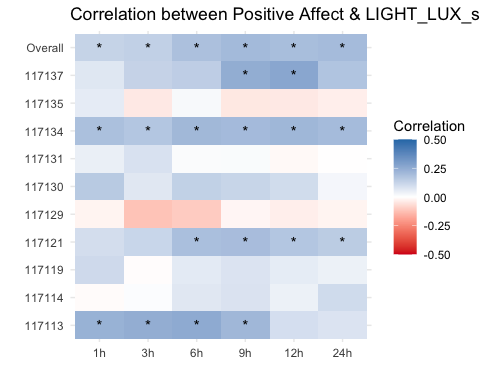 Correlation between Positive Affect & LIGHT_LUX_s
Overall * * * * * *
117137 * *
117135
117134 * * * * * *
117131
117130
117129
117121 * * * *
117119
117114
117113 * * * *
1h 3h 6h 9h 12h 24h
Correlation
0.50
0.25
0.00
-0.25
-0.50